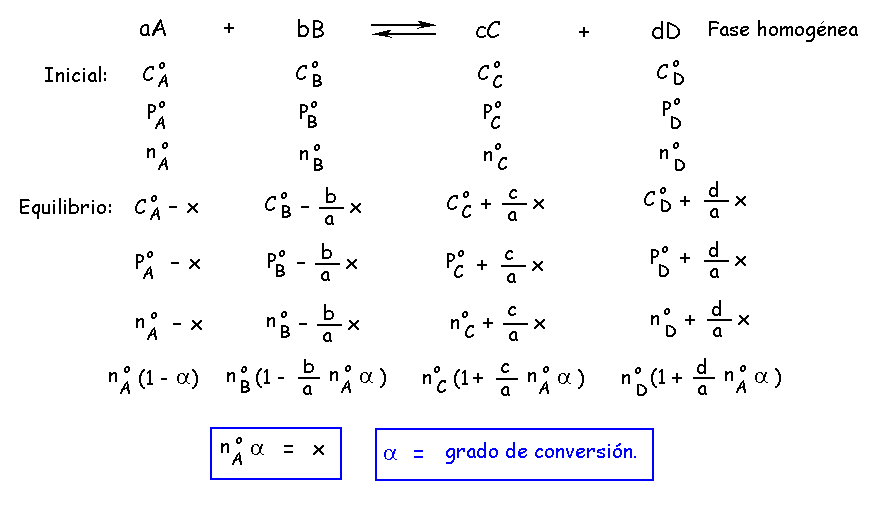 aA + bB ⇌ cC + dD Fase homogénea
Inicial: C°A C°B C°C C°D
P°A P°B P°C P°D
n°A n°B n°C n°D
Equilibrio: C°A - x C°B - b/a x C°C + c/a x C°D + d/a x
P°A - x P°B - b/a x P°C + c/a x P°D + d/a x
n°A - x n°B - b/a x n°C + c/a x n°D + d/a x
n°A (1 - α) n°B (1- b/a n°A α ) n°C (1+ c/a n°A α ) n°D (1 + d/a n°A α )
n°A α = x α = grado de conversión.